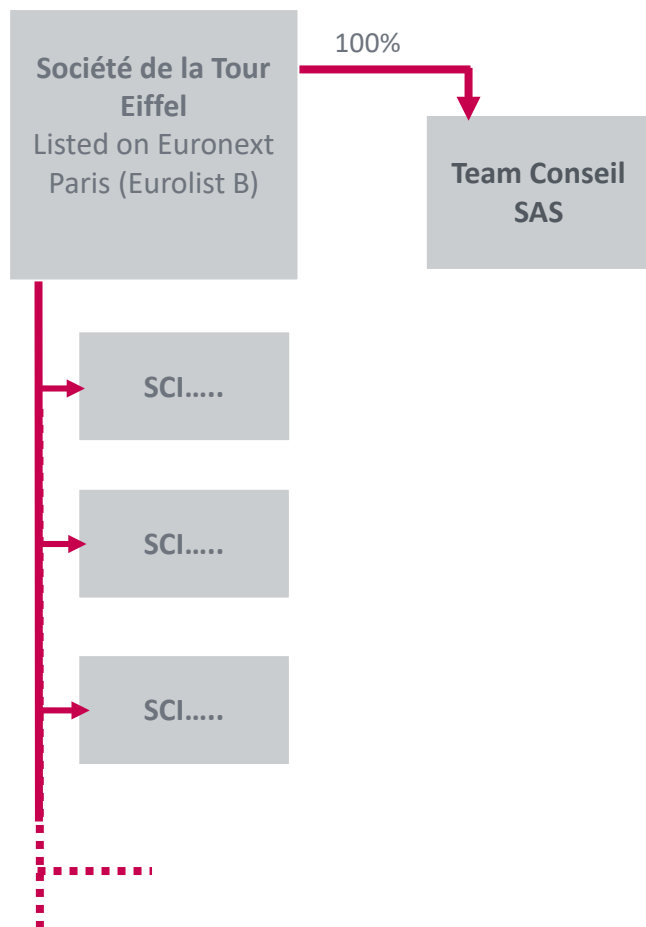 Société de la Tour
Eiffel
Listed on Euronext
Paris (Eurolist B)
100%
Team Conseil
SAS
SCI.....
SCI.....
SCI.....